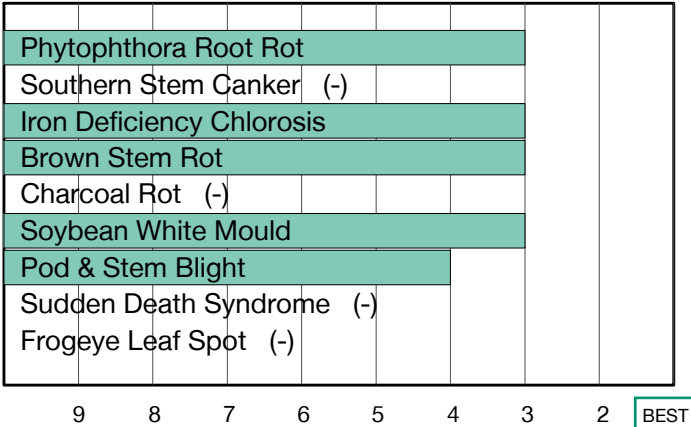 Phytophthora Root Rot
Southern Stem Canker (-)
Iron Deficiency Chlorosis
Brown Stem Rot
Charcoal Rot (-)
Soybean White Mould
Pod & Stem Blight
Sudden Death Syndrome (-)
Frogeye Leaf Spot (-)
9 8 7 6 5 4 3 2 BEST